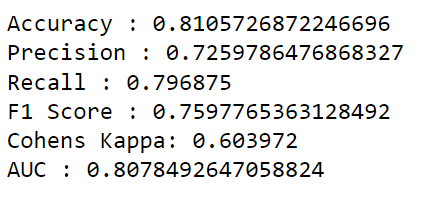 Accuracy : 0.8105726872246696
Precision : 0.7259786476868327
Recall : 0.796875
F1 Score : 0.7597765363128492
Cohens Kappa: 0.603972
AUC : 0.8078492647058824